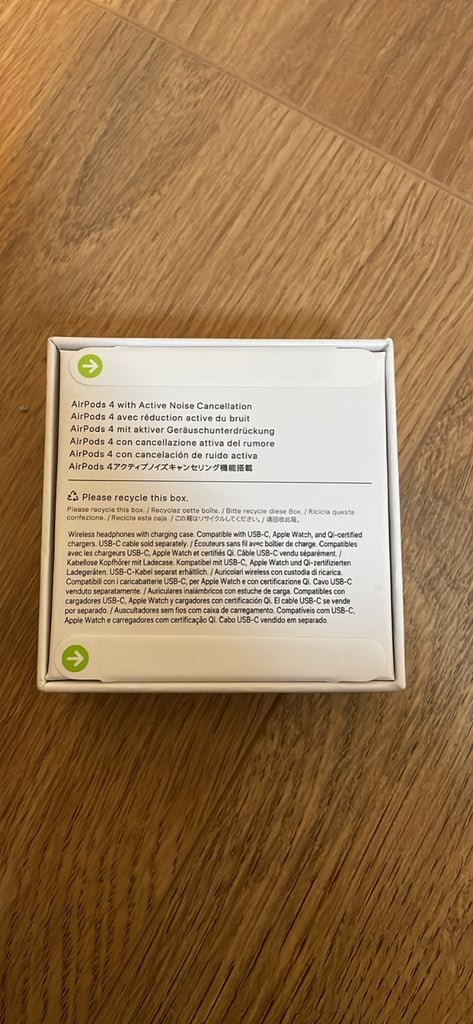 AirPods 4 with Active Noise Cancellation
AirPods 4 avec réduction active du bruit
AirPods 4 mit aktiver Geräuschunterdrückung
AirPods 4 con cancellazione attiva del rumore
AirPods 4 con cancelación de ruido activa
AirPods 4アクティブノイズキャンセリング機能搭載
Please recycle this box.
Please recycle this box. / Recyclez cette boîte. / Bitte recycle diese Box. / Ricicla questa
confezione. / Recicla esta caja. / この箱はリサイクルしてください。/ 请回收此箱。
Wireless headphones with charging case. Compatible with USB-C, Apple Watch, and Qi-certified
chargers. USB-C cable sold separately. / Écouteurs sans fil avec boîtier de charge. Compatibles
avec les chargeurs USB-C, Apple Watch et certifiés Qi. Câble USB-C vendu séparément. /
Kabellose Kopfhörer mit Ladecase. Kompatibel mit USB-C, Apple Watch und Qi-zertifizierten
Ladegeräten. USB-C-Kabel separat erhältlich. / Auricolari wireless con custodia di ricarica.
Compatibili con i caricabatterie USB-C, per Apple Watch e con certificazione Qi. Cavo USB-C
venduto separatamente. / Auriculares inalámbricos con estuche de carga. Compatibles con
cargadores USB-C, Apple Watch y cargadores con certificación Qi. El cable USB-C se vende
por separado. / Auscultadores sem fios com caixa de carregamento. Compatíveis com USB-C,
Apple Watch e carregadores com certificação Qi. Cabo USB-C vendido em separado.